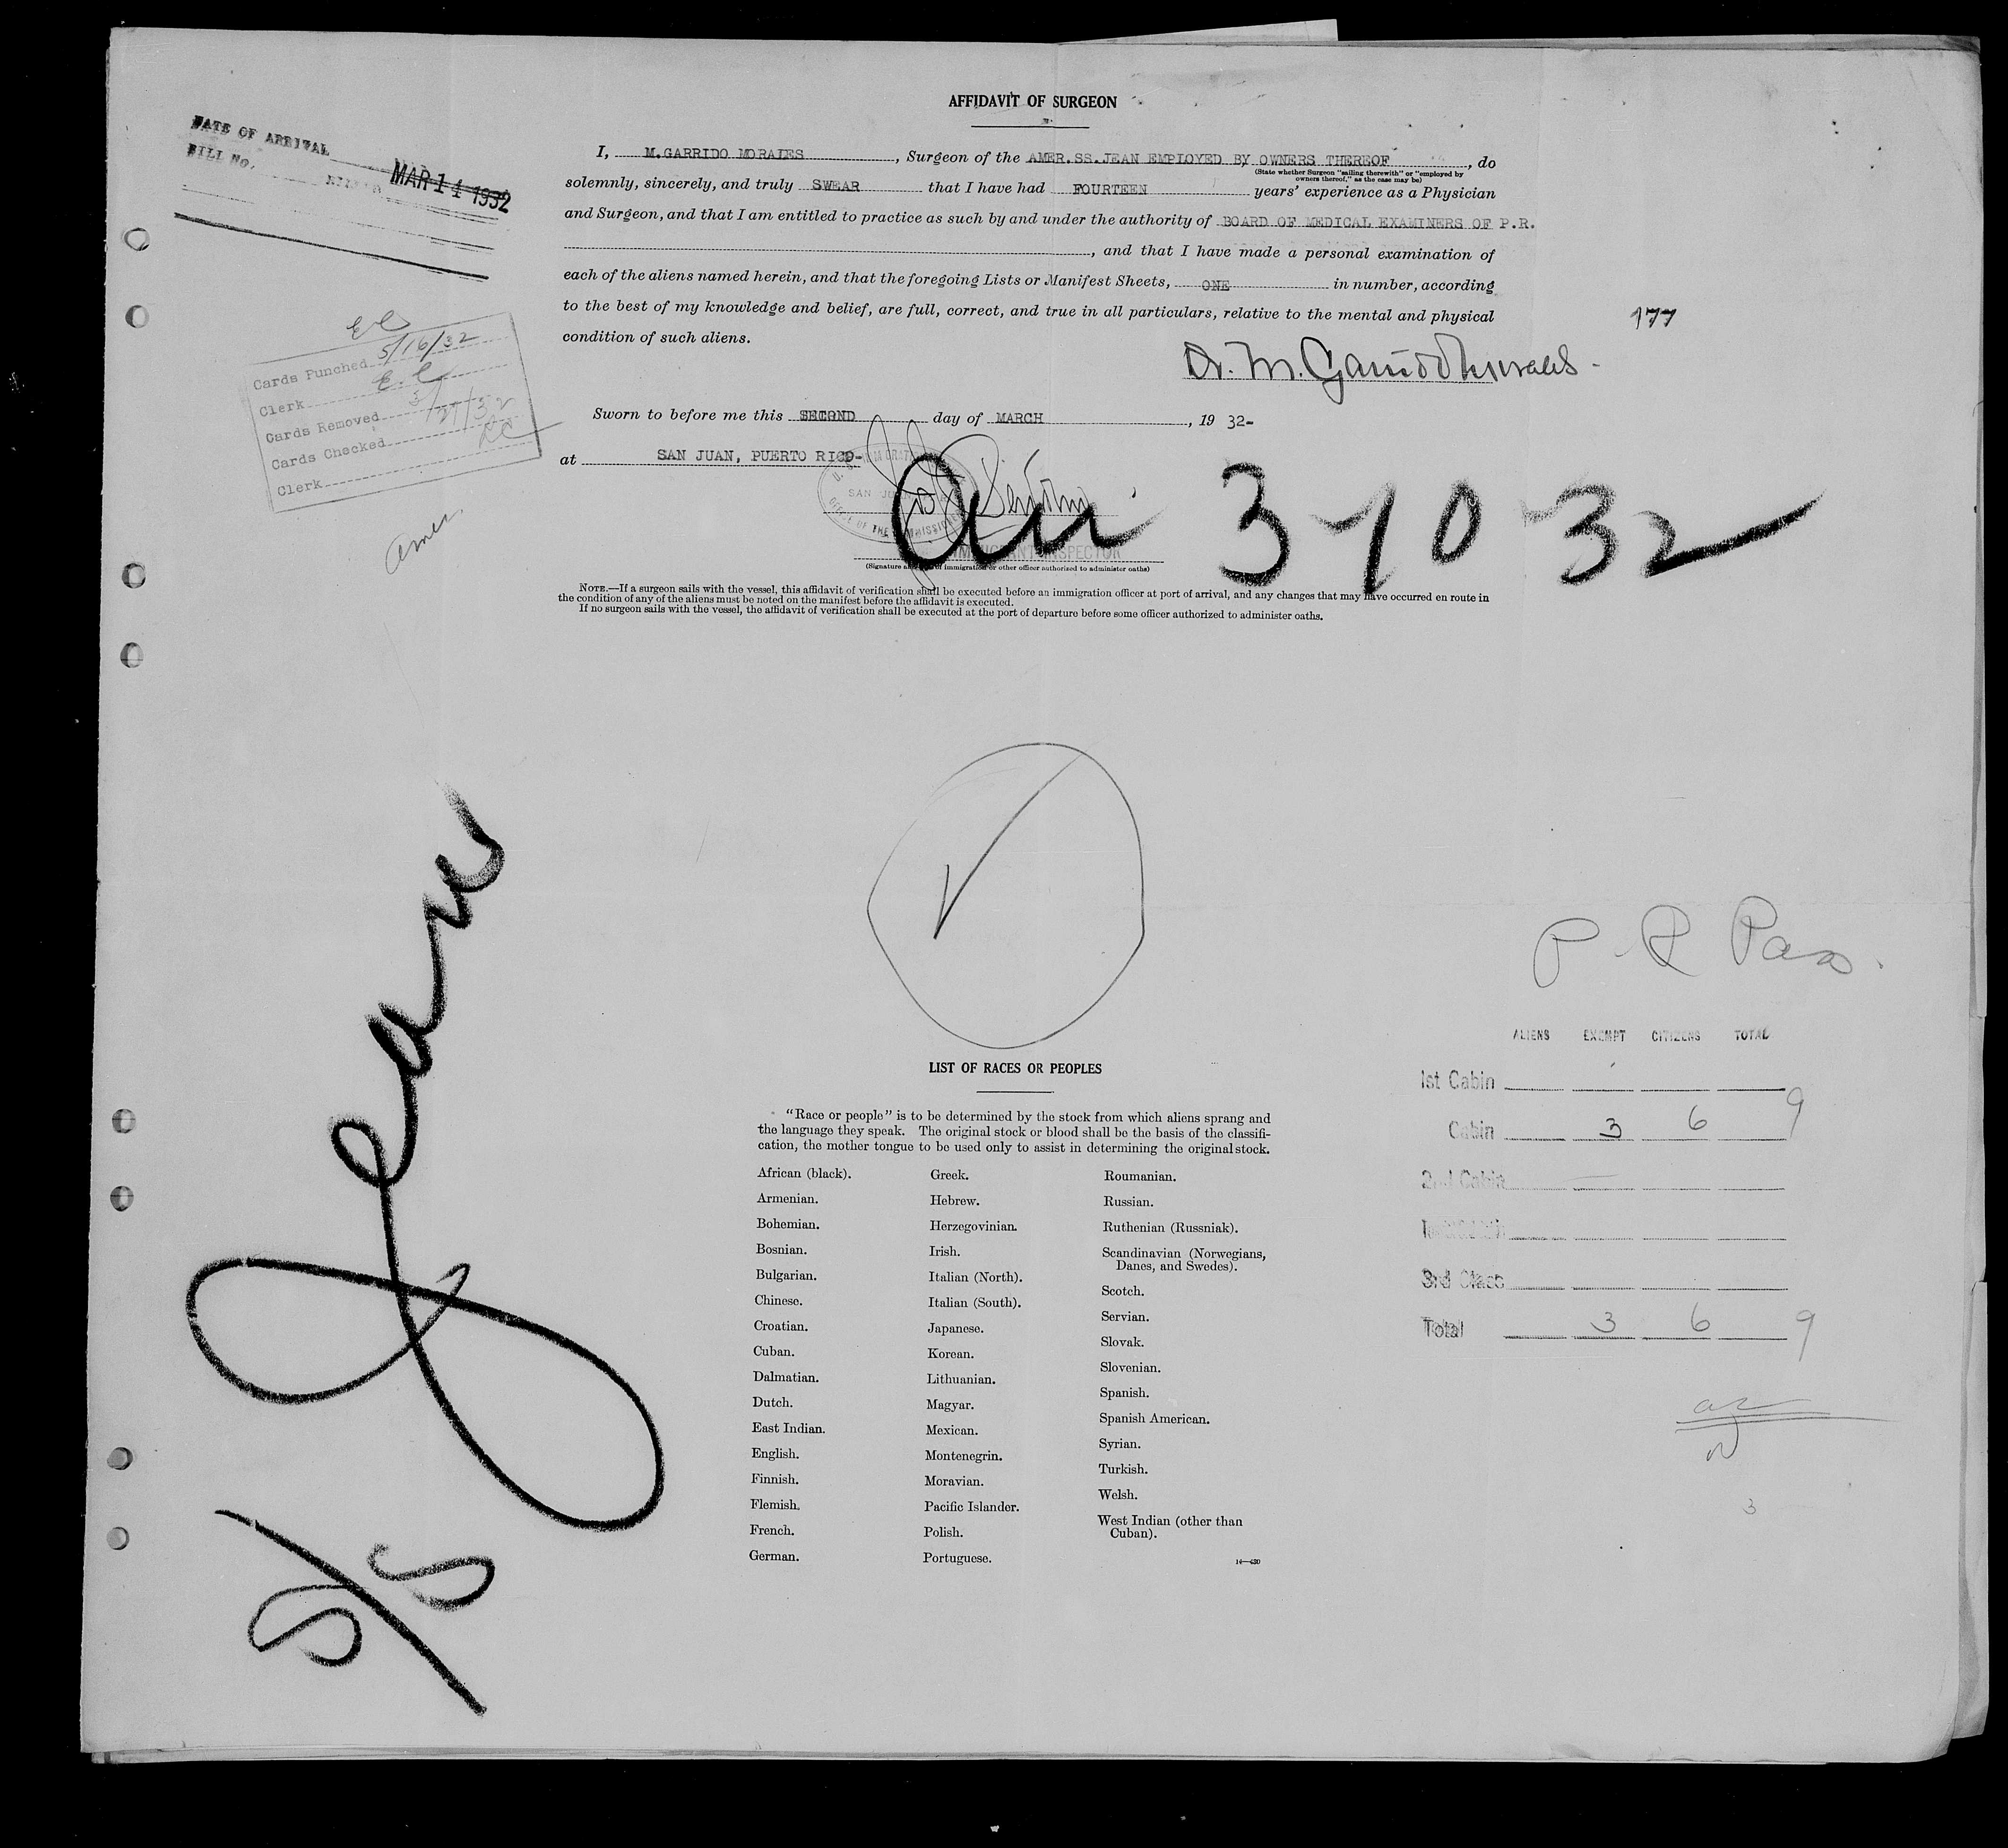 AFFIDAVIT OF SURGEON
DATE OF ARRIVAL
BILL No.
MAR 14 1932
I, M.GARRIDO MORALES, Surgeon of the AMER.SS.JEAN EMPLOYED BY OWNERS THEREOF, do
(State whether Surgeon "sailing therewith" or "employed by
owners thereof," as the case may be)
solemnly, sincerely, and truly SWEAR that I have had FOURTEEN years' experience as a Physician
and Surgeon, and that I am entitled to practice as such by and under the authority of BOARD OF MEDICAL EXAMINERS OF P.R.
, and that I have made a personal examination of
each of the aliens named herein, and that the foregoing Lists or Manifest Sheets, ONE in number, according
to the best of my knowledge and belief, are full, correct, and true in all particulars, relative to the mental and physical
condition of such aliens.
177
Dr. M. Garrido Morales
Cards Punched 5/16/32
Clerk E.C
Cards Removed
Cards Checked
Clerk
Sworn to before me this SECOND day of MARCH, 19 32-
at SAN JUAN, PUERTO RICO-
IMMIGRANT INSPECTOR
Arr 3-10-32
(Signature and title of immigration or other officer authorized to administer oaths)
NOTE.—If a surgeon sails with the vessel, this affidavit of verification shall be executed before an immigration officer at port of arrival, and any changes that may have occurred en route in
the condition of any of the aliens must be noted on the manifest before the affidavit is executed.
If no surgeon sails with the vessel, the affidavit of verification shall be executed at the port of departure before some officer authorized to administer oaths.
S/S Jean
P. R Pass.
ALIENS EXEMPT CITIZENS TOTAL
1st Cabin
Cabin 3 6 9
2nd Cabin
3rd Class
Total 3 6 9
3
LIST OF RACES OR PEOPLES
"Race or people" is to be determined by the stock from which aliens sprang and
the language they speak. The original stock or blood shall be the basis of the classifi-
cation, the mother tongue to be used only to assist in determining the original stock.
African (black).
Armenian.
Bohemian.
Bosnian.
Bulgarian.
Chinese.
Croatian.
Cuban.
Dalmatian.
Dutch.
East Indian.
English.
Finnish.
Flemish.
French.
German.
Greek.
Hebrew.
Herzegovinian.
Irish.
Italian (North).
Italian (South).
Japanese.
Korean.
Lithuanian.
Magyar.
Mexican.
Montenegrin.
Moravian.
Pacific Islander.
Polish.
Portuguese.
Roumanian.
Russian.
Ruthenian (Russniak).
Scandinavian (Norwegians,
Danes, and Swedes).
Scotch.
Servian.
Slovak.
Slovenian.
Spanish.
Spanish American.
Syrian.
Turkish.
Welsh.
West Indian (other than
Cuban).